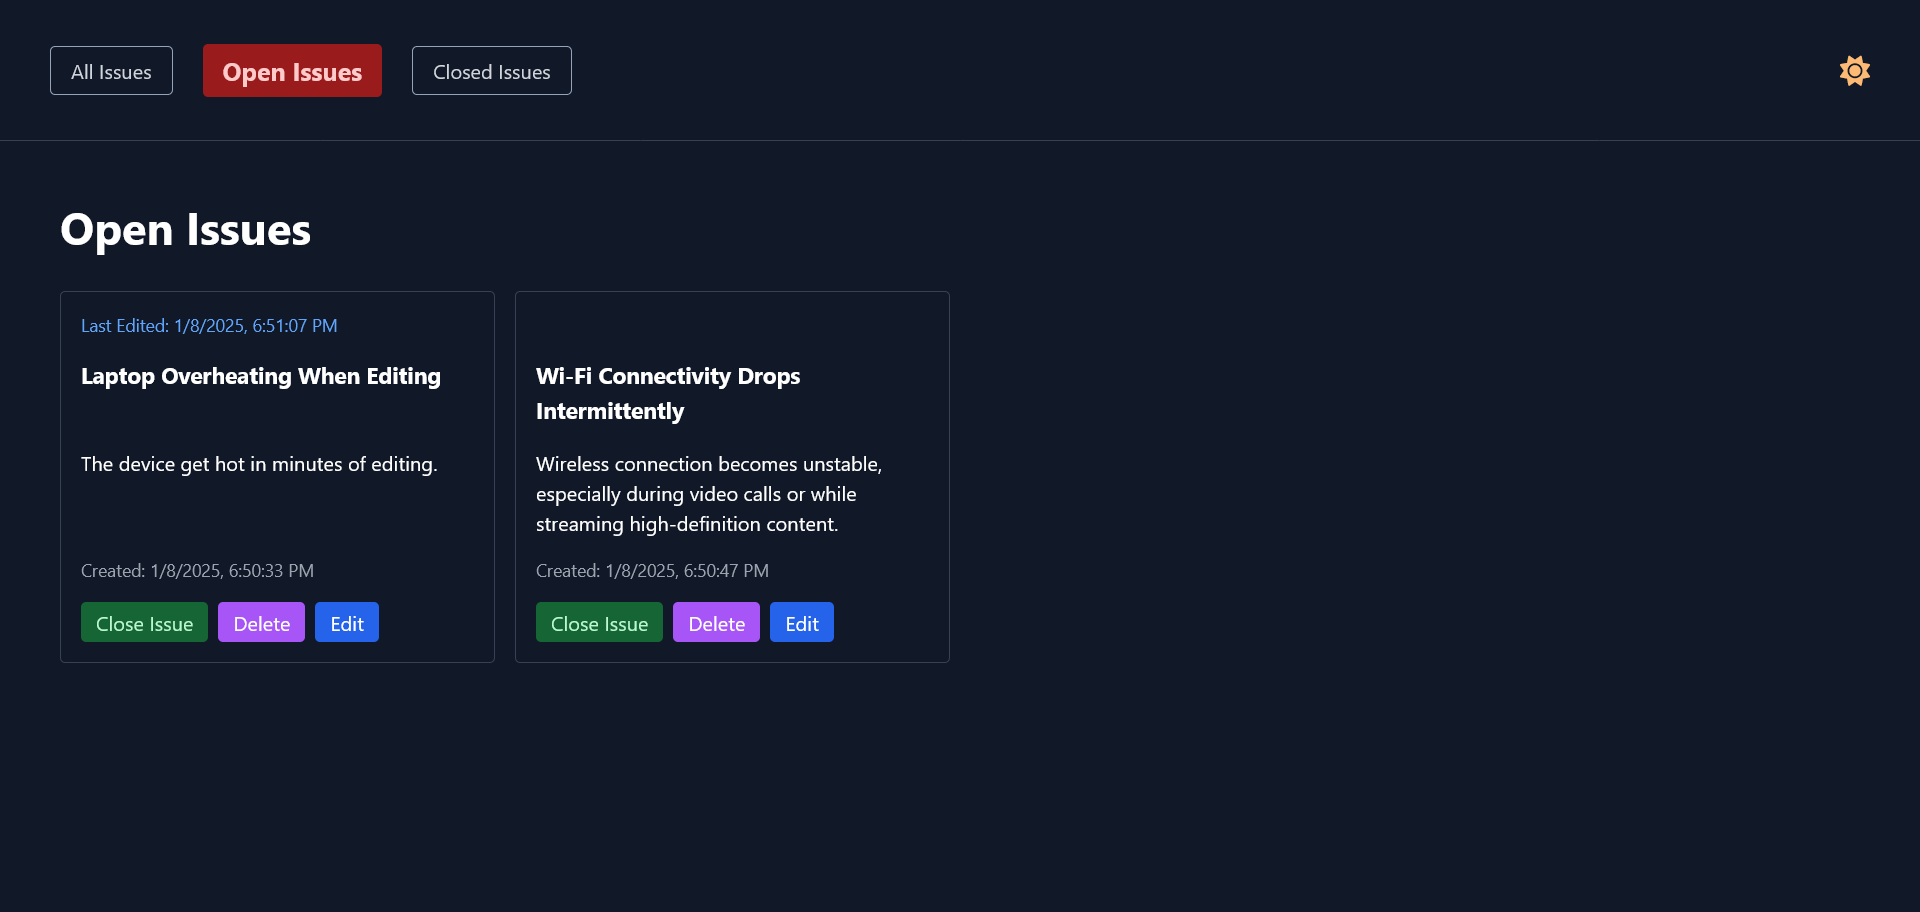 All Issues
Open Issues
Closed Issues
Open Issues
Last Edited: 1/8/2025, 6:51:07 PM
Laptop Overheating When Editing
The device get hot in minutes of editing.
Created: 1/8/2025, 6:50:33 PM
Close Issue
Delete
Edit
Wi-Fi Connectivity Drops
Intermittently
Wireless connection becomes unstable,
especially during video calls or while
streaming high-definition content.
Created: 1/8/2025, 6:50:47 PM
Close Issue
Delete
Edit